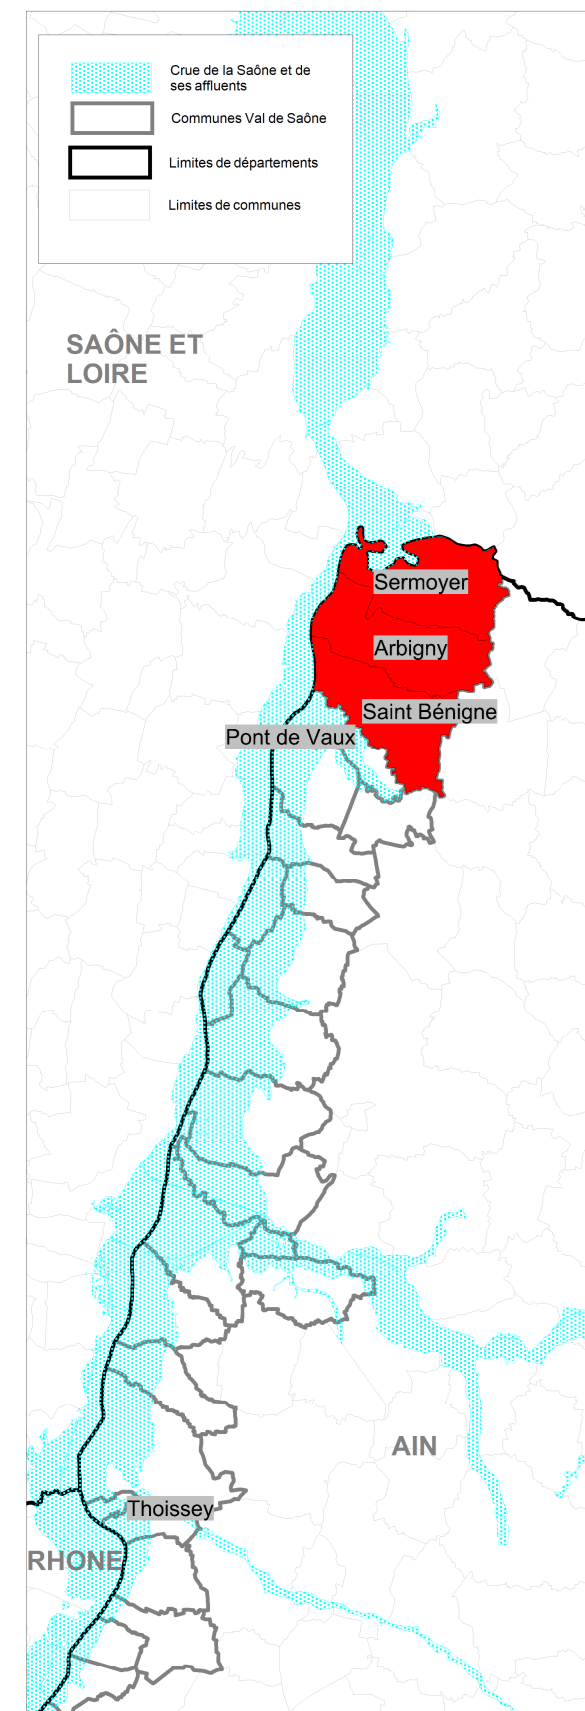 Crue de la Saône et de
ses affluents
Communes Val de Saône
Limites de départements
Limites de communes
SAÔNE ET
LOIRE
Sermoyer
Arbigny
Saint Bénigne
Pont de Vaux
AIN
Thoissey
RHONE